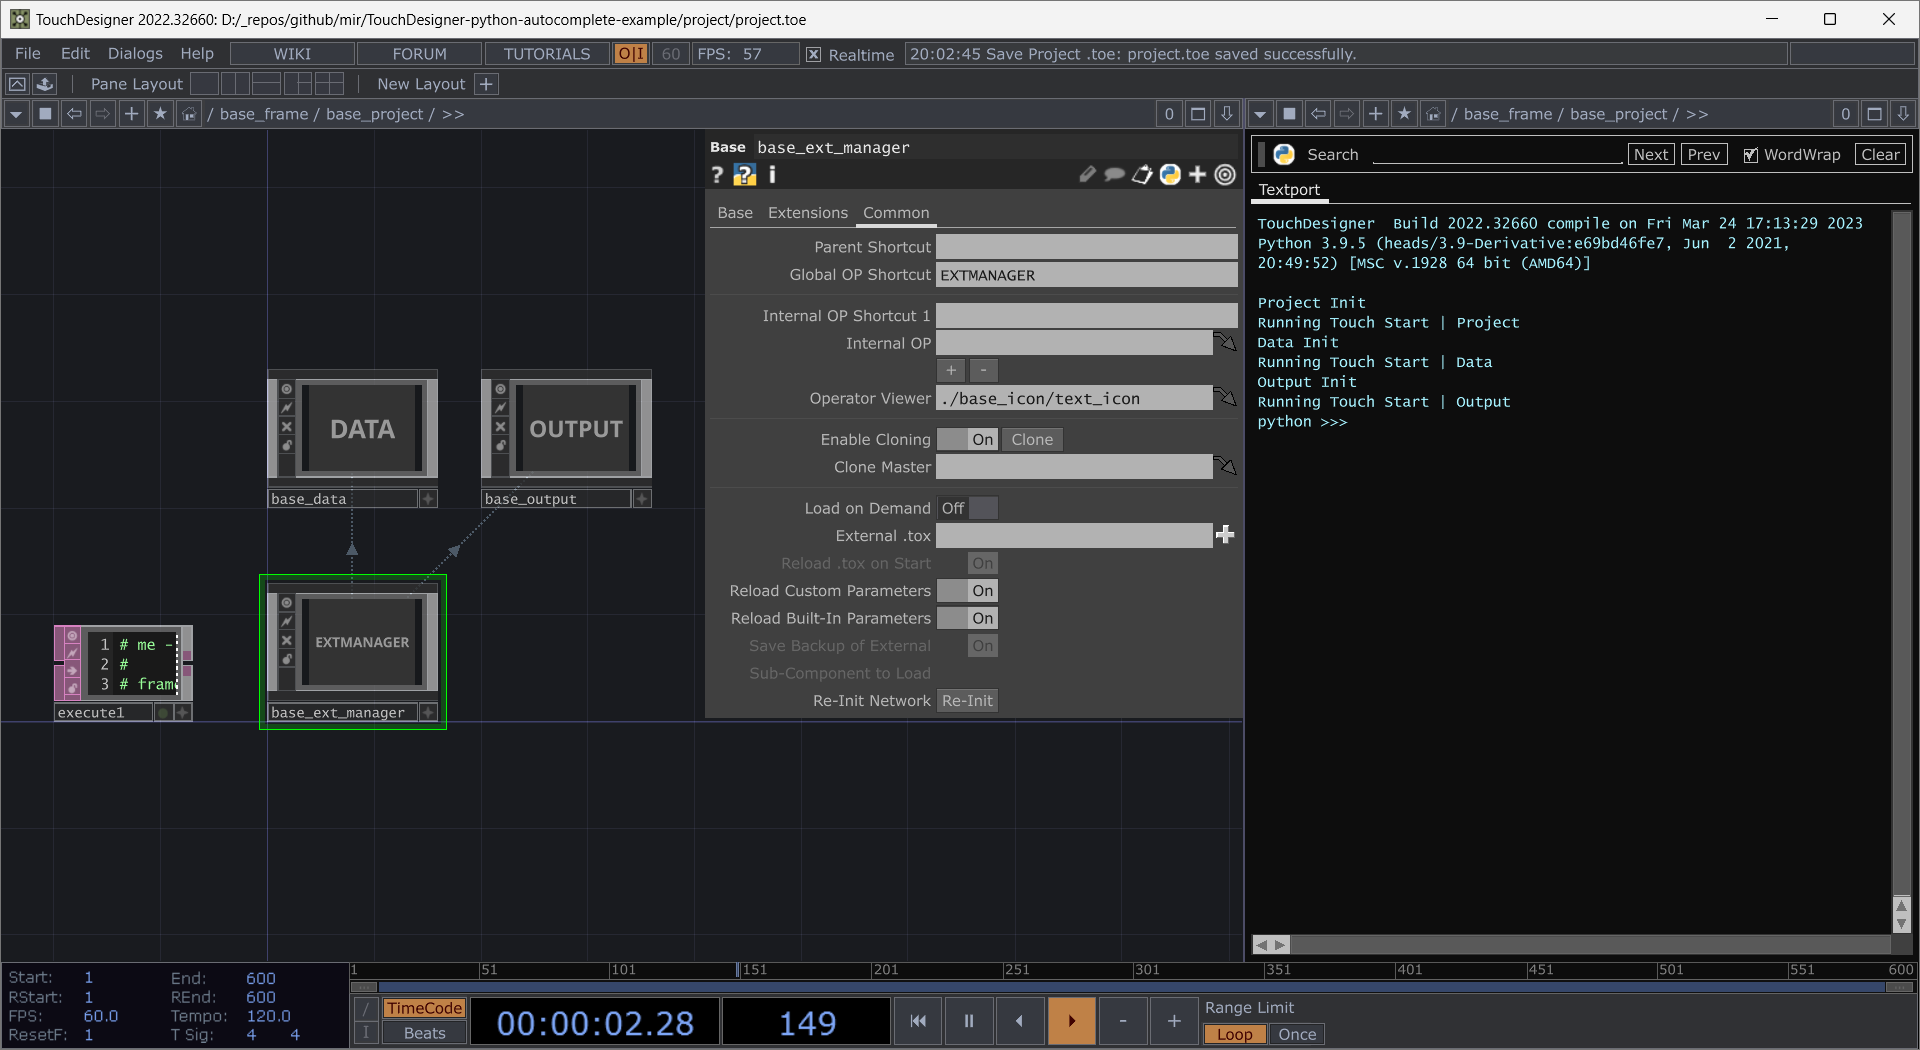 TouchDesigner 2022.32660: D:/_repos/github/mir/TouchDesigner-python-autocomplete-example/project/project.toe
File Edit Dialogs Help WIKI FORUM TUTORIALS O|I 60 FPS: 57 Realtime 20:02:45 Save Project .toe: project.toe saved successfully.
Pane Layout New Layout +
/ base_frame / base_project / >> 0
/ base_frame / base_project / >> 0
Base base_ext_manager
? ? i
Base Extensions Common
Parent Shortcut
Global OP Shortcut EXTMANAGER
Internal OP Shortcut 1
Internal OP
+ -
Operator Viewer ./base_icon/text_icon
Enable Cloning On Clone
Clone Master
Load on Demand Off
External .tox
Reload .tox on Start On
Reload Custom Parameters On
Reload Built-In Parameters On
Save Backup of External On
Sub-Component to Load
Re-Init Network Re-Init
DATA
base_data
OUTPUT
base_output
EXTMANAGER
base_ext_manager
1 # me -
2 #
3 # fram
execute1
Search Next Prev WordWrap Clear
Textport
TouchDesigner  Build 2022.32660 compile on Fri Mar 24 17:13:29 2023
Python 3.9.5 (heads/3.9-Derivative:e69bd46fe7, Jun  2 2021,
20:49:52) [MSC v.1928 64 bit (AMD64)]
Project Init
Running Touch Start | Project
Data Init
Running Touch Start | Data
Output Init
Running Touch Start | Output
python >>>
Start: 1 End: 600
RStart: 1 REnd: 600
FPS: 60.0 Tempo: 120.0
ResetF: 1 T Sig: 4 4
1 51 101 151 201 251 301 351 401 451 501 551 600
/ TimeCode
I Beats
00:00:02.28 149
- +
Range Limit
Loop Once